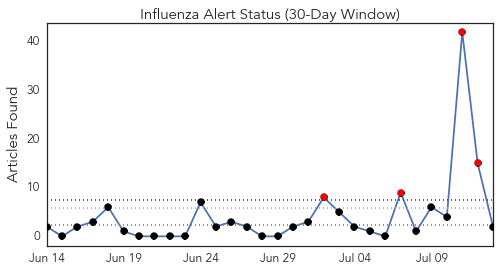 Influenza Alert Status (30-Day Window)
Articles Found
40
30
20
10
0
Jun 14
Jun 19
Jun 24
Jun 29
Jul 04
Jul 09